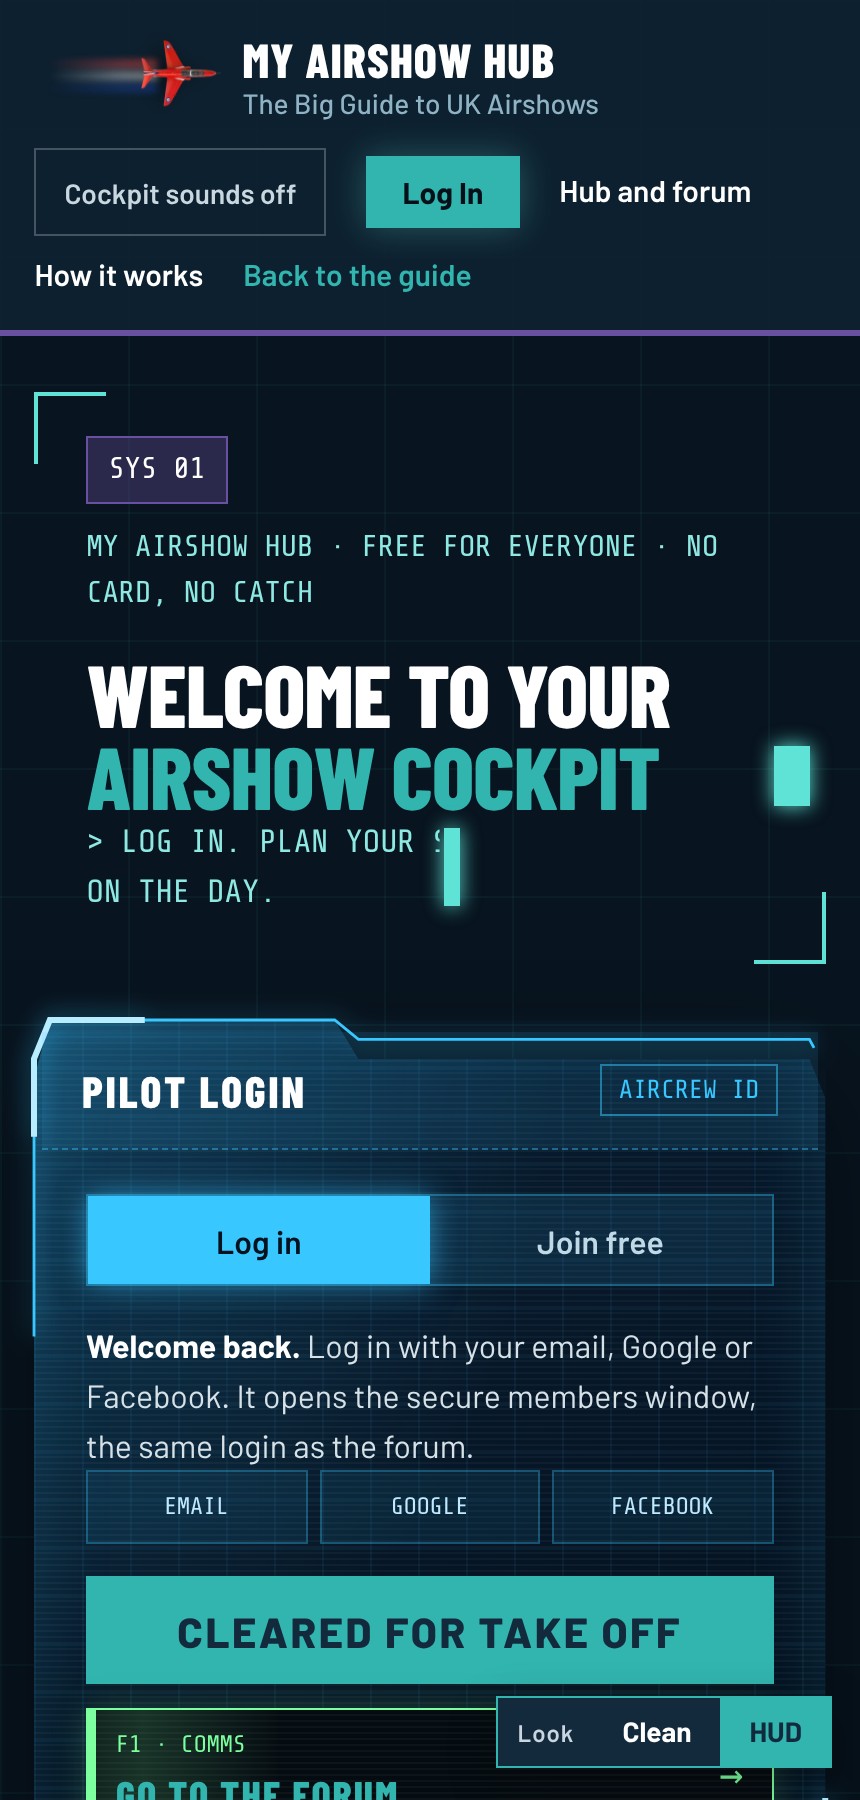 MY AIRSHOW HUB
The Big Guide to UK Airshows
Cockpit sounds off
Log In
Hub and forum
How it works
Back to the guide
SYS 01
MY AIRSHOW HUB · FREE FOR EVERYONE · NO
CARD, NO CATCH
WELCOME TO YOUR
AIRSHOW COCKPIT
> LOG IN. PLAN YOUR
ON THE DAY.
PILOT LOGIN
AIRCREW ID
Log in
Join free
Welcome back. Log in with your email, Google or
Facebook. It opens the secure members window,
the same login as the forum.
EMAIL
GOOGLE
FACEBOOK
CLEARED FOR TAKE OFF
F1 · COMMS
Look
Clean
HUD
→
GO TO THE FORUM